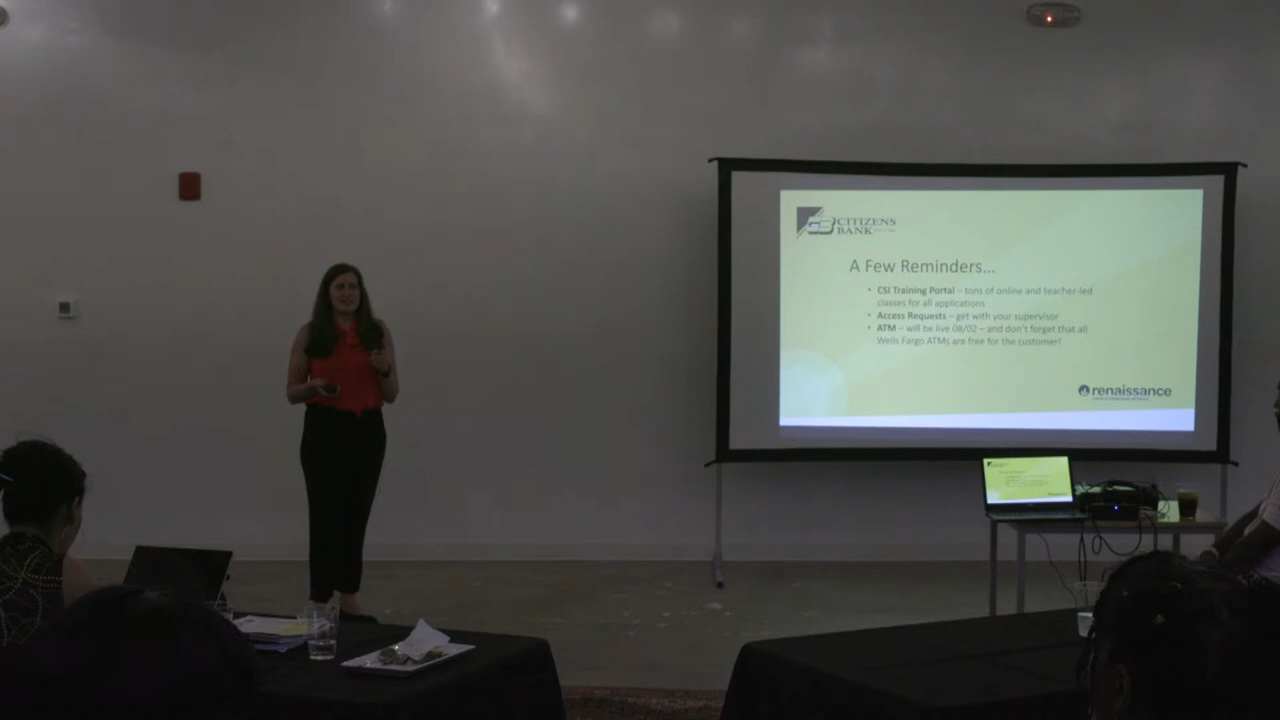 CITIZENS
BANK
A Few Reminders...
• CSI Training Portal – tons of online and teacher-led
classes for all applications
• Access Requests – get with your supervisor
• ATM – will be live 08/02 – and don't forget that all
Wells Fargo ATMs are free for the customer!
renaissance